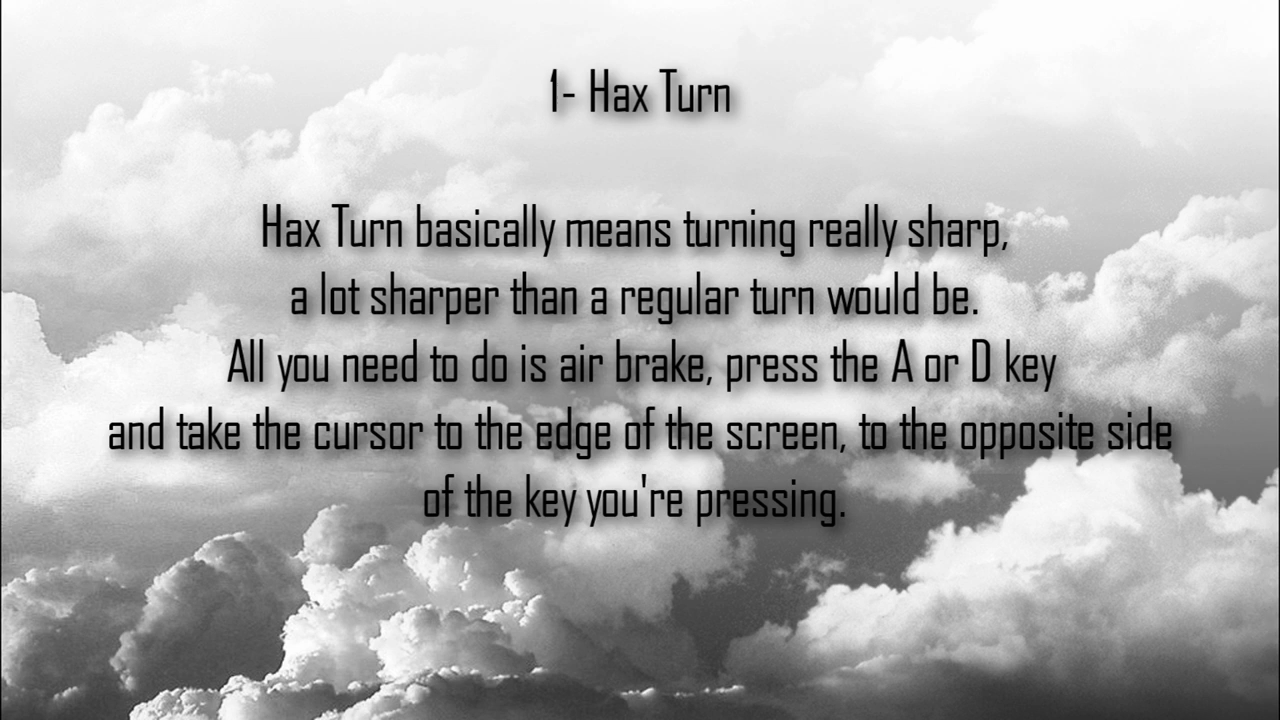 1- Hax Turn
Hax Turn basically means turning really sharp,
a lot sharper than a regular turn would be.
All you need to do is air brake, press the A or D key
and take the cursor to the edge of the screen, to the opposite side
of the key you're pressing.